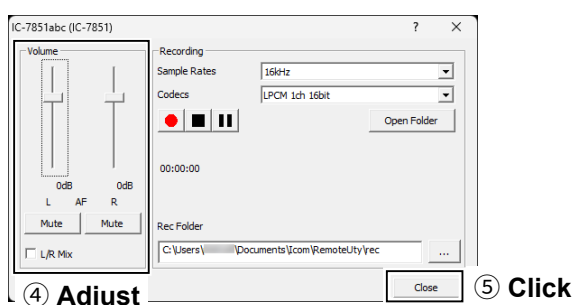 IC-7851abc (IC-7851) ? ×
Volume
Recording
Sample Rates 16kHz
Codecs LPCM 1ch 16bit
Open Folder
00:00:00
0dB 0dB
L AF R
Mute Mute
L/R Mix
Rec Folder
C:\Users\ \Documents\Icom\RemoteUty\rec ...
Close
④ Adjust
⑤ Click